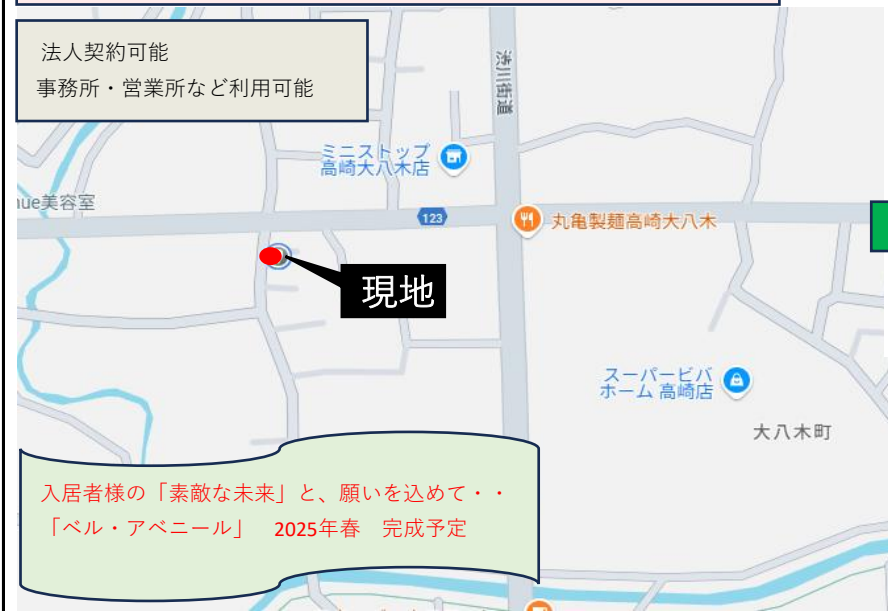 法人契約可能
事務所・営業所など利用可能
渋川街道
ミニストップ
高崎大八木店
nue美容室
123
丸亀製麺高崎大八木
現地
スーパービバ
ホーム 高崎店
大八木町
入居者様の「素敵な未来」と、願いを込めて・・
「ベル・アベニール」 2025年春 完成予定